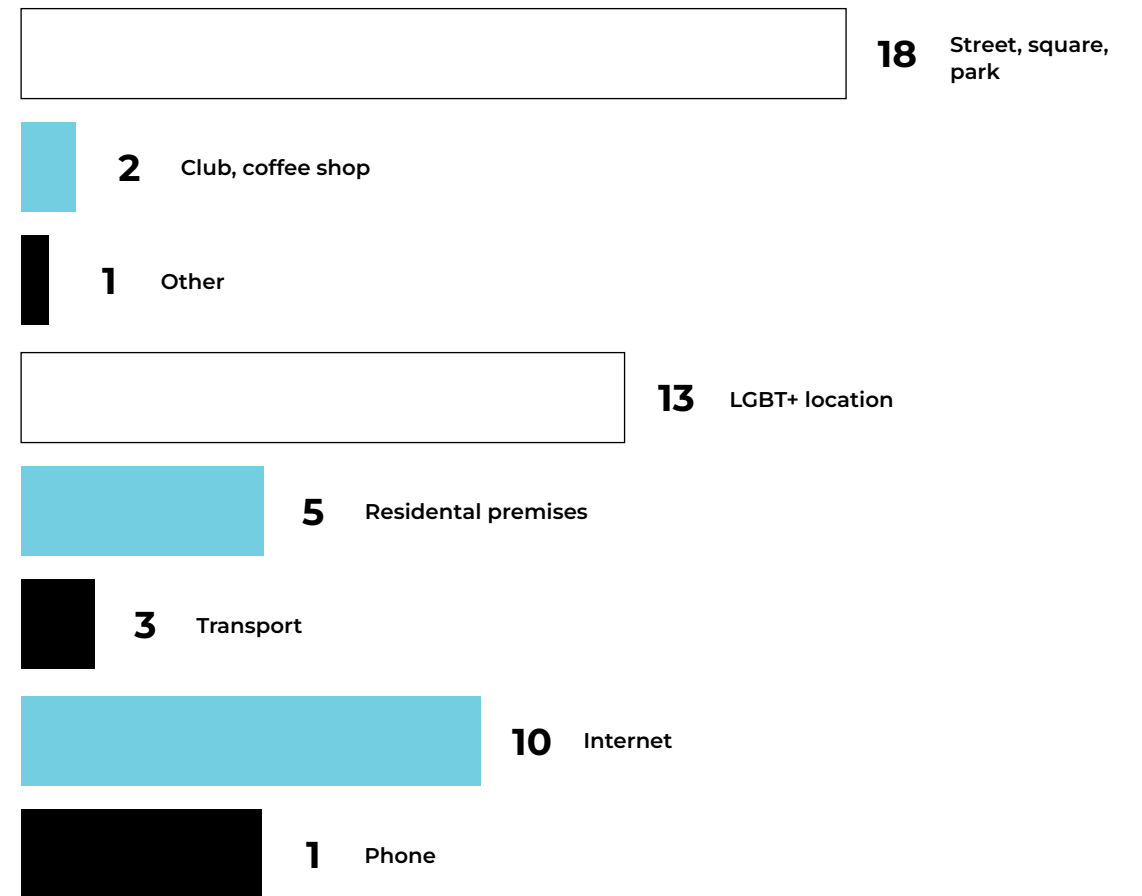 18 Street, square,
park
2 Club, coffee shop
1 Other
13 LGBT+ location
5 Residental premises
3 Transport
10 Internet
1 Phone